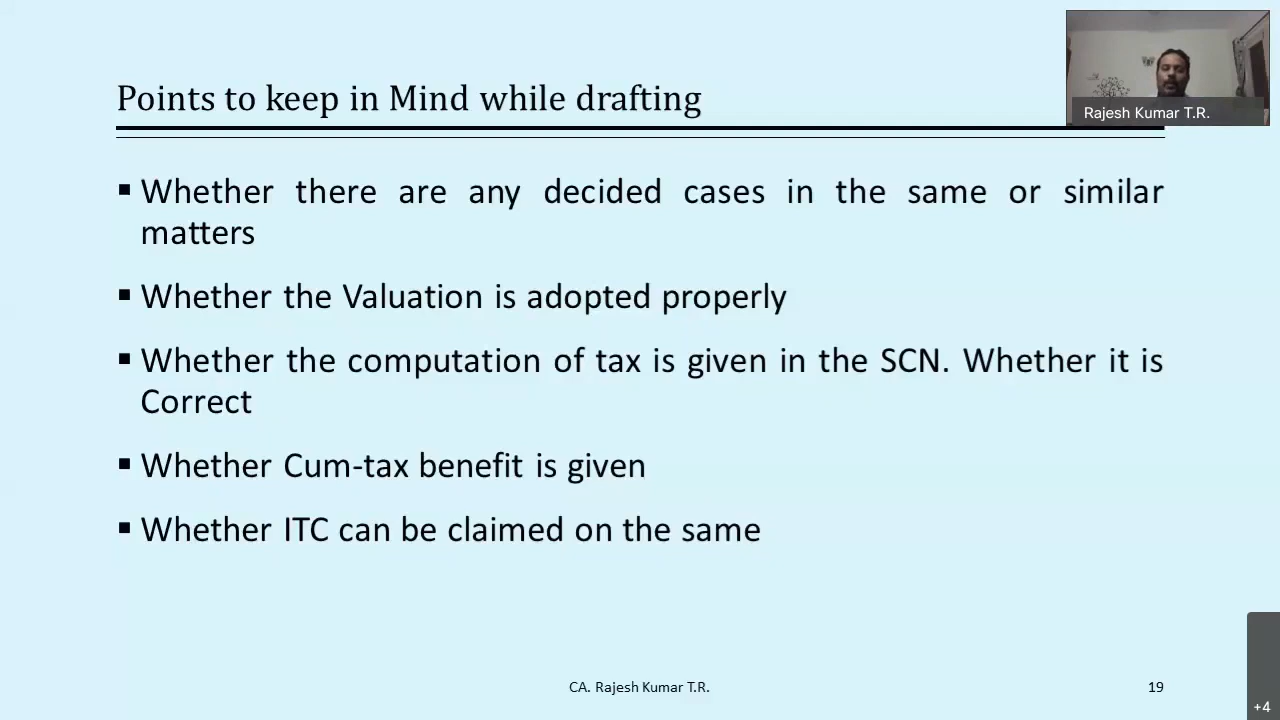 Points to keep in Mind while drafting
Rajesh Kumar T.R.
▪ Whether there are any decided cases in the same or similar
matters
▪ Whether the Valuation is adopted properly
▪ Whether the computation of tax is given in the SCN. Whether it is
Correct
▪ Whether Cum-tax benefit is given
▪ Whether ITC can be claimed on the same
CA. Rajesh Kumar T.R.
19
+4